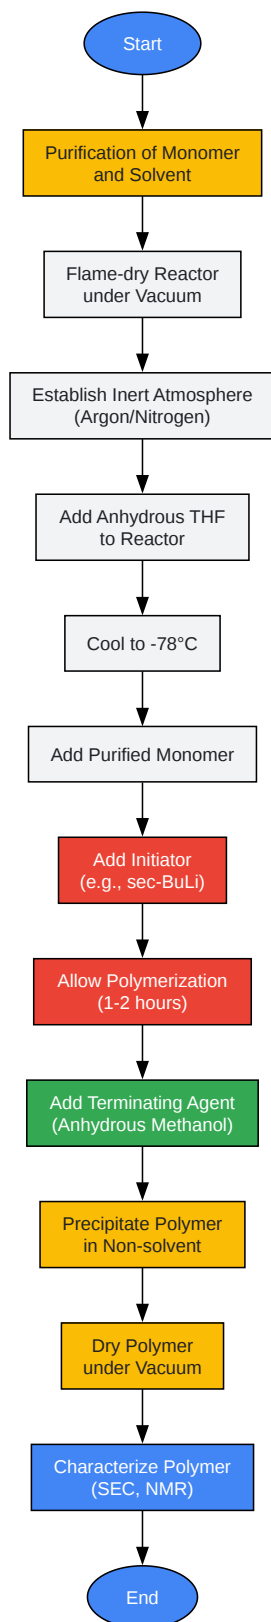 Start
Purification of Monomer
and Solvent
Flame-dry Reactor
under Vacuum
Establish Inert Atmosphere
(Argon/Nitrogen)
Add Anhydrous THF
to Reactor
Cool to -78°C
Add Purified Monomer
Add Initiator
(e.g., sec-BuLi)
Allow Polymerization
(1-2 hours)
Add Terminating Agent
(Anhydrous Methanol)
Precipitate Polymer
in Non-solvent
Dry Polymer
under Vacuum
Characterize Polymer
(SEC, NMR)
End